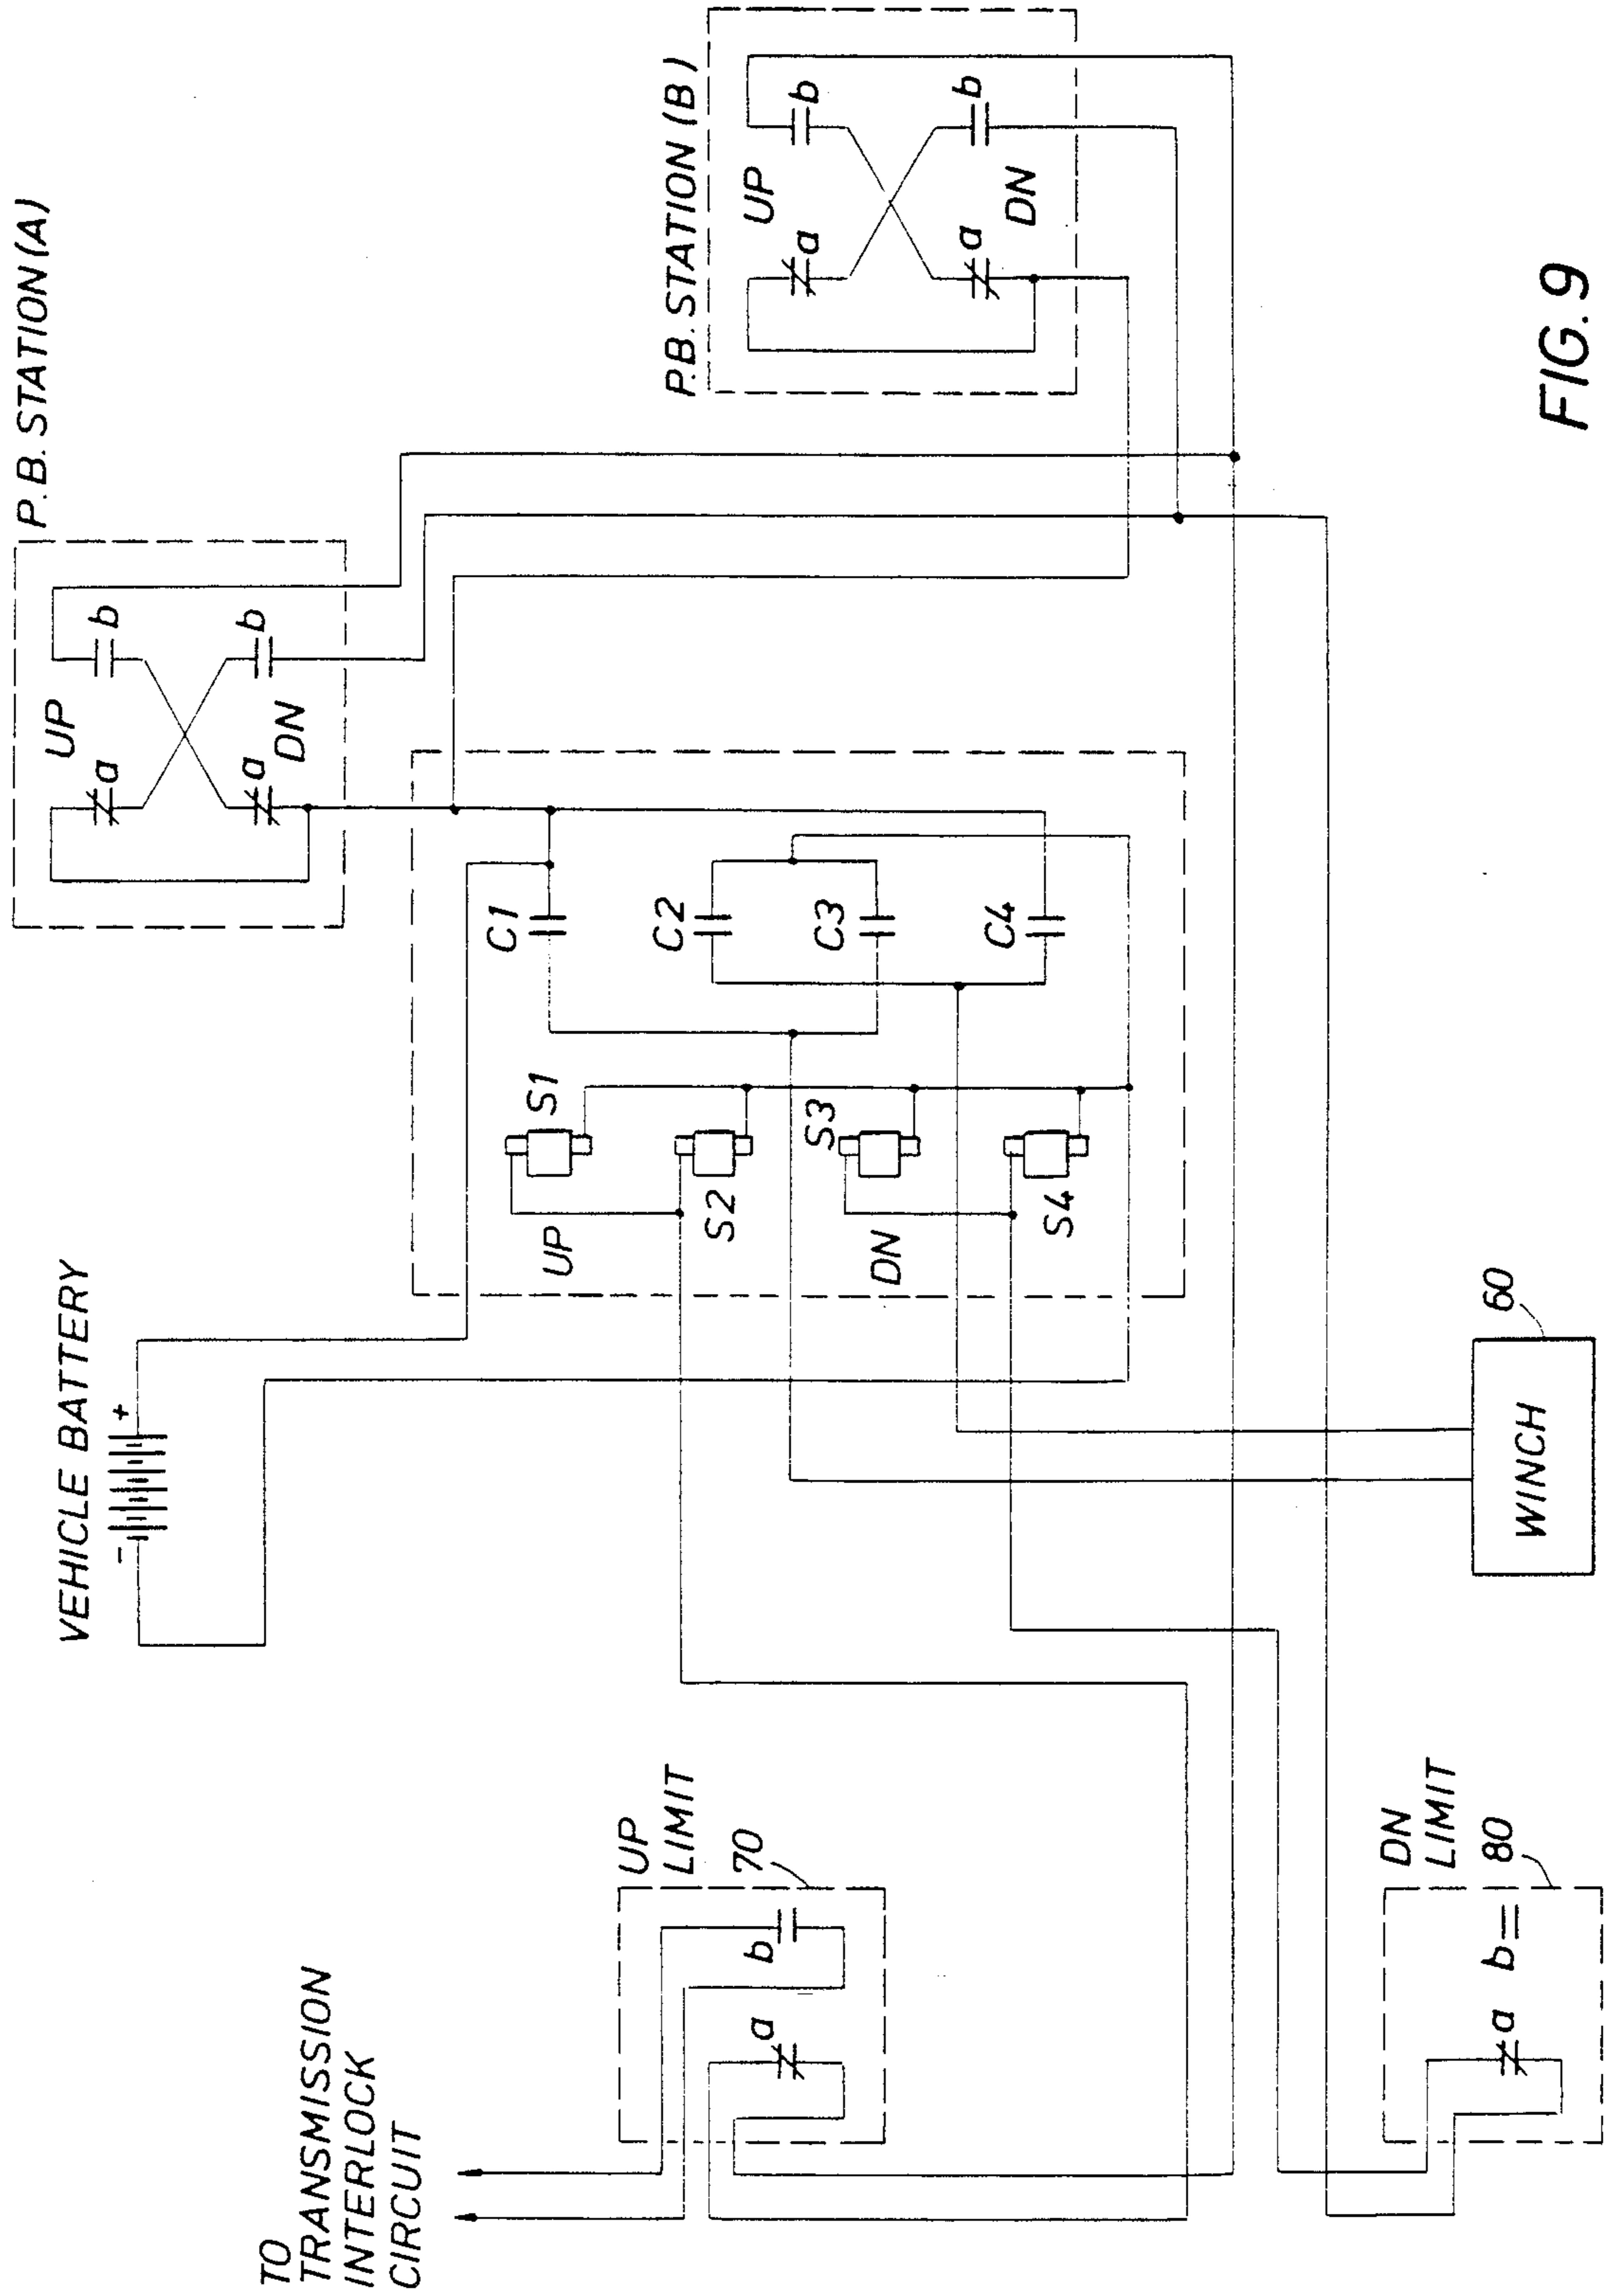 TO
TRANSMISSION
INTERLOCK
CIRCUIT
VEHICLE BATTERY
- +
P.B. STATION (A)
UP
a b
a b
DN
P.B. STATION (B)
UP
a b
a b
DN
UP
LIMIT
70
a b
S1
UP
S2
S3
DN
S4
C1
C2
C3
C4
DN
LIMIT
80
a b
WINCH
60
FIG. 9